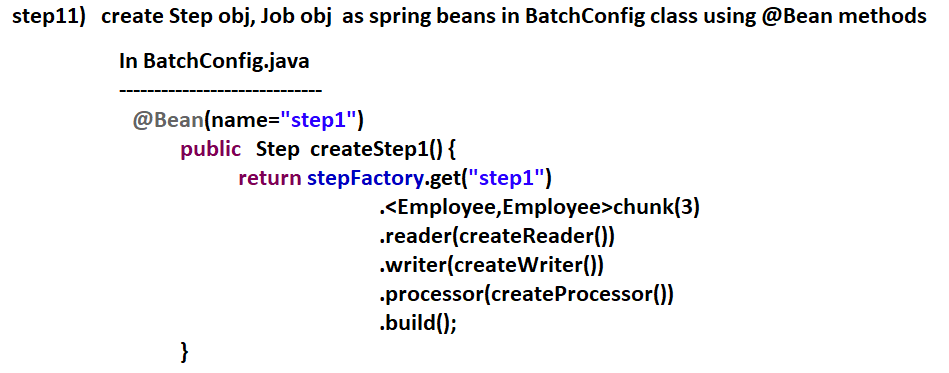 step11) create Step obj, Job obj as spring beans in BatchConfig class using @Bean methods
In BatchConfig.java
-----------------------------
@Bean(name="step1")
public Step createStep1() {
return stepFactory.get("step1")
.<Employee,Employee>chunk(3)
.reader(createReader())
.writer(createWriter())
.processor(createProcessor())
.build();
}